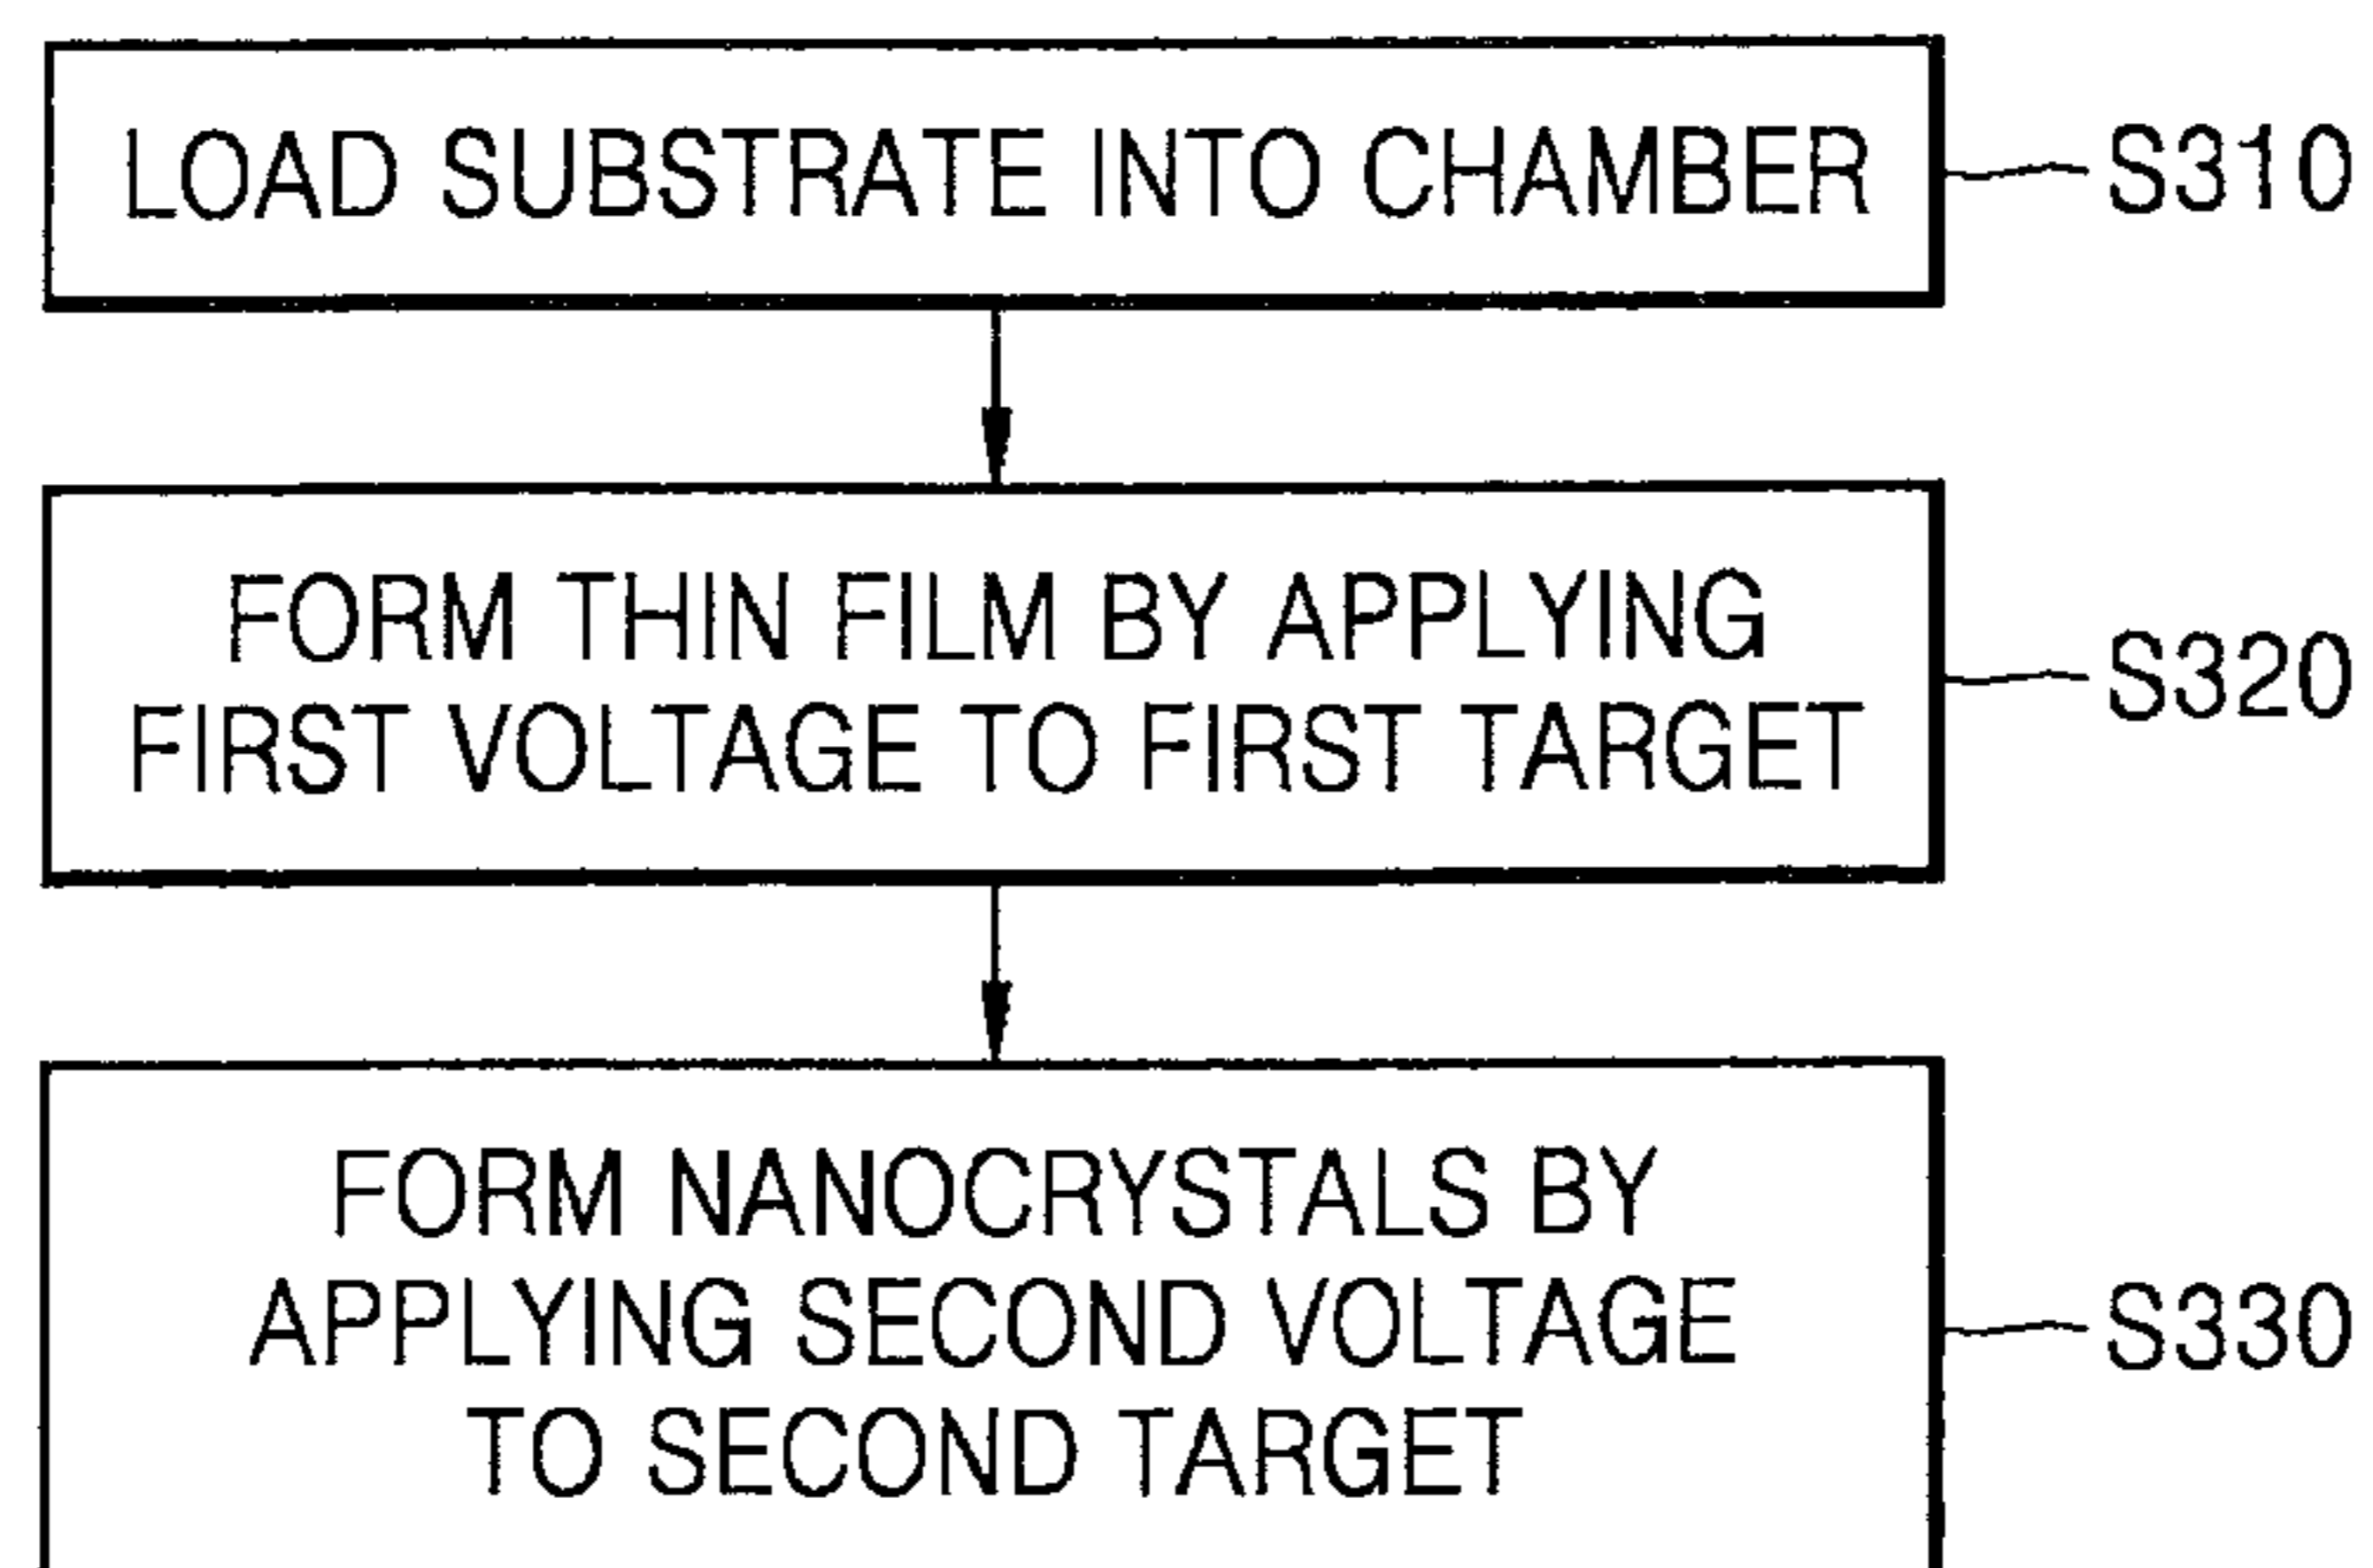 LOAD SUBSTRATE INTO CHAMBER
S310
FORM THIN FILM BY APPLYING
FIRST VOLTAGE TO FIRST TARGET
S320
FORM NANOCRYSTALS BY
APPLYING SECOND VOLTAGE
TO SECOND TARGET
S330